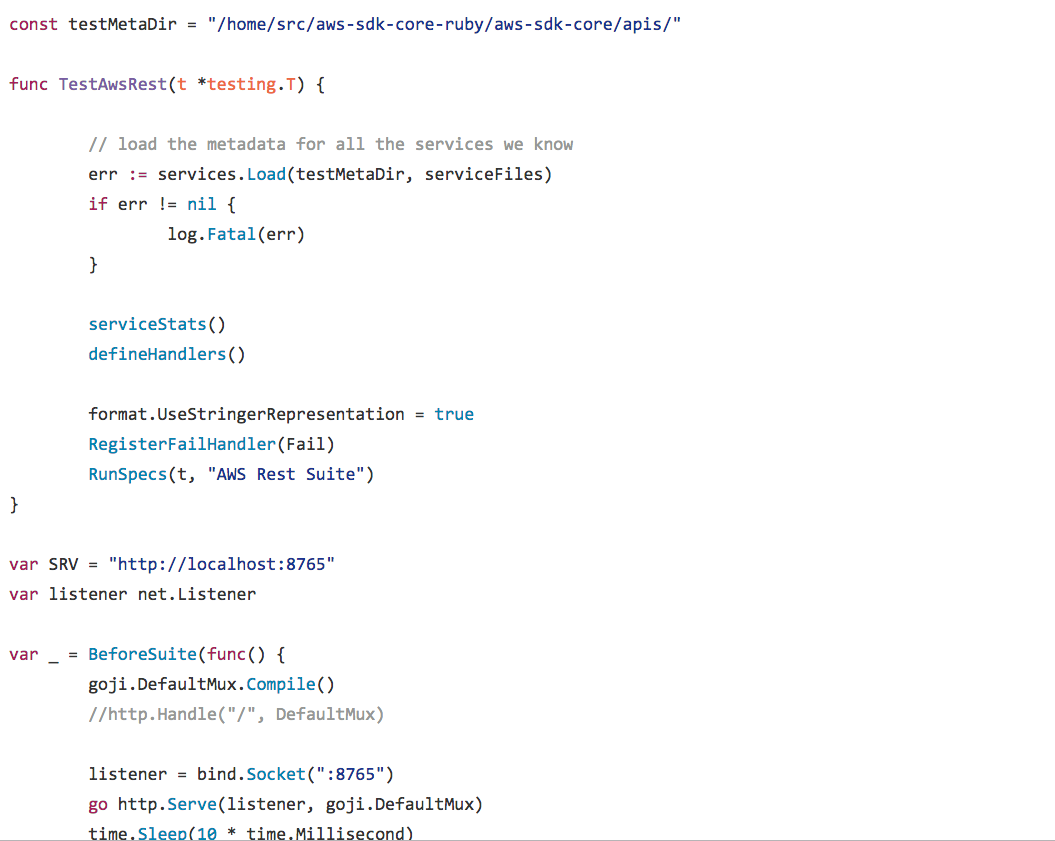 const testMetaDir = "/home/src/aws-sdk-core-ruby/aws-sdk-core/apis/"
func TestAwsRest(t *testing.T) {
// load the metadata for all the services we know
err := services.Load(testMetaDir, serviceFiles)
if err != nil {
log.Fatal(err)
}
serviceStats()
defineHandlers()
format.UseStringerRepresentation = true
RegisterFailHandler(Fail)
RunSpecs(t, "AWS Rest Suite")
}
var SRV = "http://localhost:8765"
var listener net.Listener
var _ = BeforeSuite(func() {
goji.DefaultMux.Compile()
//http.Handle("/", DefaultMux)
listener = bind.Socket(":8765")
go http.Serve(listener, goji.DefaultMux)
time.Sleep(10 * time.Millisecond)